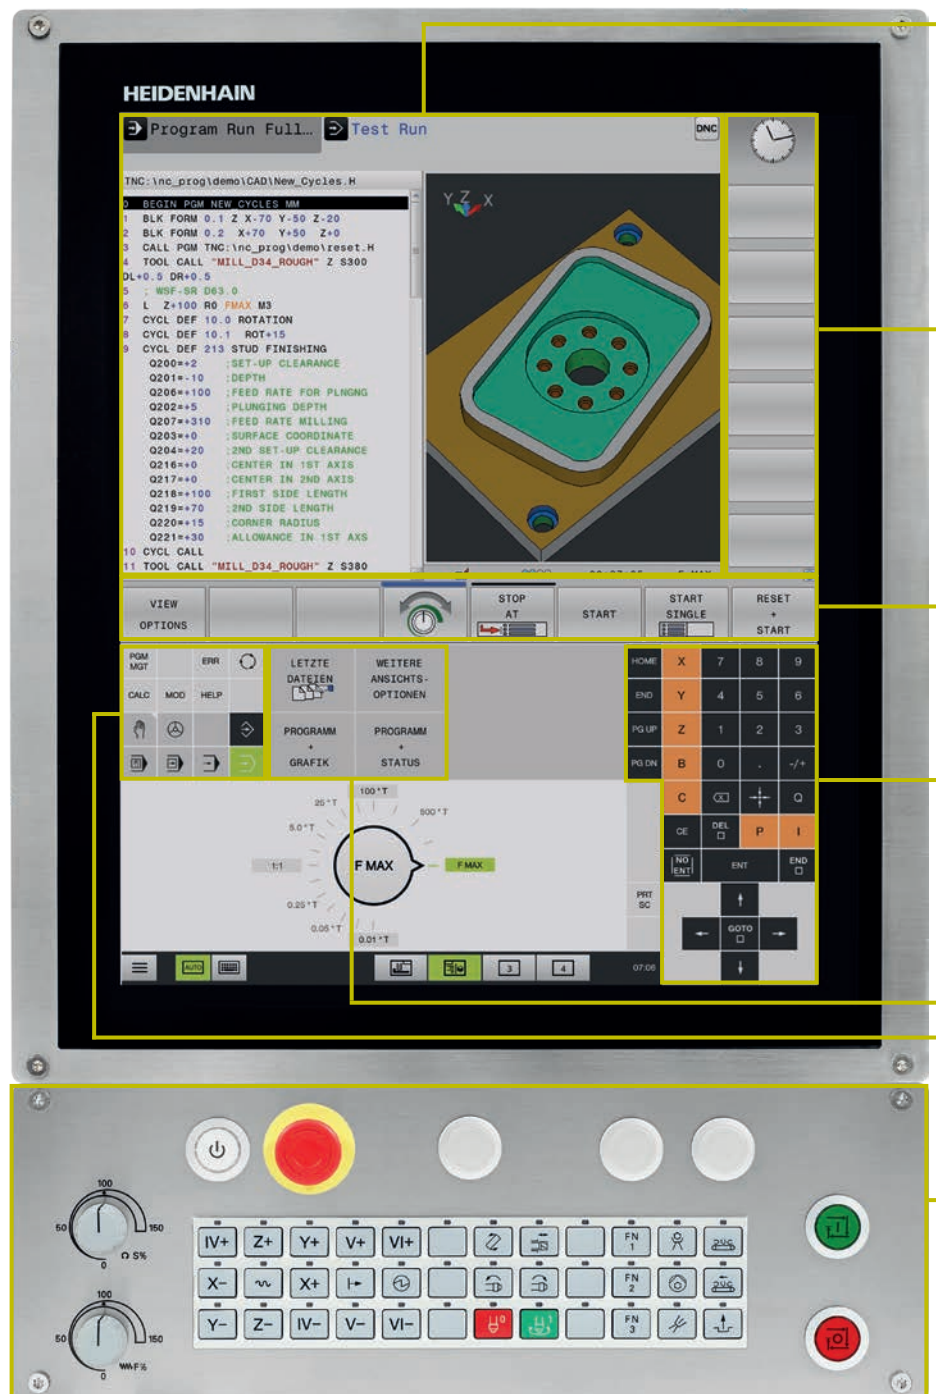 HEIDENHAIN
Program Run Full... Test Run DNC
TNC:\nc_prog\demo\CAD\New_Cycles.H
0 BEGIN PGM NEW_CYCLES MM
1 BLK FORM 0.1 Z X-70 Y-50 Z-20
2 BLK FORM 0.2 X+70 Y+50 Z+0
3 CALL PGM TNC:\nc_prog\demo\reset.H
4 TOOL CALL "MILL_D34_ROUGH" Z S300
DL+0.5 DR+0.5
5 ; WSF-SR D63.0
6 L Z+100 R0 FMAX M3
7 CYCL DEF 10.0 ROTATION
8 CYCL DEF 10.1 ROT+15
9 CYCL DEF 213 STUD FINISHING
Q200=+2 ;SET-UP CLEARANCE
Q201=-10 ;DEPTH
Q206=+100 ;FEED RATE FOR PLNGNG
Q202=+5 ;PLUNGING DEPTH
Q207=+310 ;FEED RATE MILLING
Q203=+0 ;SURFACE COORDINATE
Q204=+20 ;2ND SET-UP CLEARANCE
Q216=+0 ;CENTER IN 1ST AXIS
Q217=+0 ;CENTER IN 2ND AXIS
Q218=+100 ;FIRST SIDE LENGTH
Q219=+70 ;2ND SIDE LENGTH
Q220=+15 ;CORNER RADIUS
Q221=+30 ;ALLOWANCE IN 1ST AXS
10 CYCL CALL
11 TOOL CALL "MILL_D34_ROUGH" Z S380
Y Z X
VIEW
OPTIONS
STOP
AT
START
START
SINGLE
RESET
+
START
PGM
MGT
ERR
CALC MOD HELP
LETZTE
DATEIEN
WEITERE
ANSICHTS-
OPTIONEN
PROGRAMM
+
GRAFIK
PROGRAMM
+
STATUS
HOME X 7 8 9
END Y 4 5 6
PG UP Z 1 2 3
PG DN B 0 . -/+
C X Q
CE DEL P I
NO
ENT
ENT
END
PRT
SC
GOTO
100 *T
25 *T
500 *T
5.0 *T
1:1
F MAX
F MAX
0.25 *T
0.05 *T
0.01 *T
AUTO
3
4
07:06
100
50
150
0
S%
100
50
150
0
F%
IV+ Z+ Y+ V+ VI+ FN 1
X- X+ FN 2
Y- Z- IV- V- VI- 0 1 FN 3
I
O